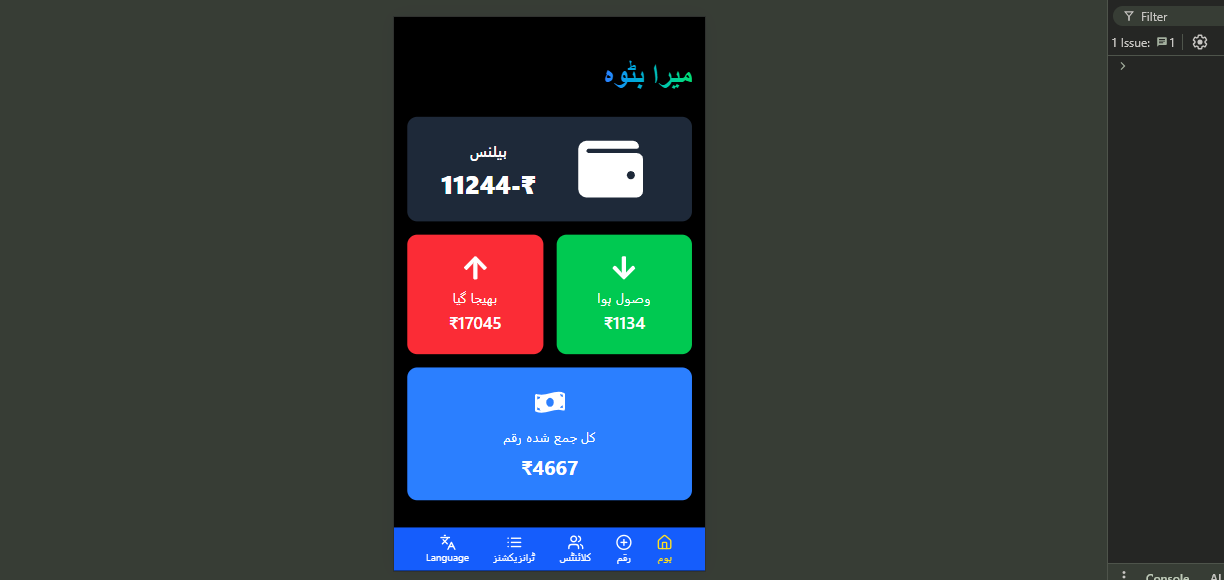 Filter
1 Issue: 1
میرا بٹوہ
بیلنس
₹-11244
وصول ہوا
₹1134
بھیجا گیا
₹17045
کل جمع شدہ رقم
₹4667
ہوم
رقم
کلائنٹس
ٹرانزیکشنز
Language
Console